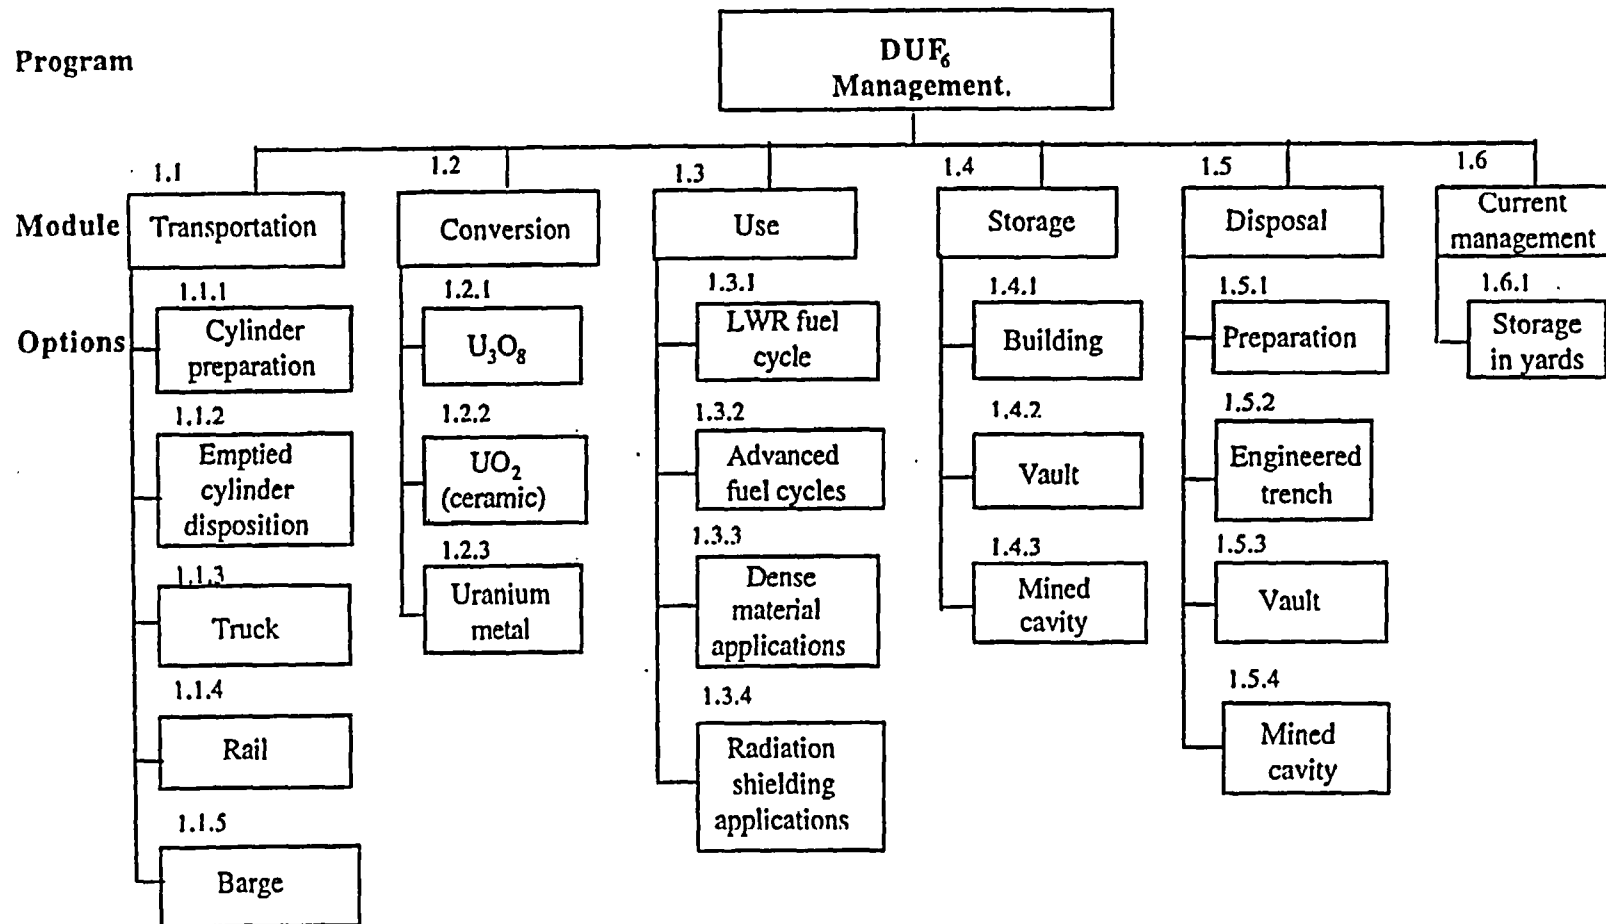 Program
DUF₆
Management.
1.1
1.2
1.3
1.4
1.5
1.6
Module
Transportation
Conversion
Use
Storage
Disposal
Current
management
Options
1.1.1
Cylinder
preparation
1.1.2
Emptied
cylinder
disposition
1.1.3
Truck
1.1.4
Rail
1.1.5
Barge
1.2.1
U₃O₈
1.2.2
UO₂
(ceramic)
1.2.3
Uranium
metal
1.3.1
LWR fuel
cycle
1.3.2
Advanced
fuel cycles
1.3.3
Dense
material
applications
1.3.4
Radiation
shielding
applications
1.4.1
Building
1.4.2
Vault
1.4.3
Mined
cavity
1.5.1
Preparation
1.5.2
Engineered
trench
1.5.3
Vault
1.5.4
Mined
cavity
1.6.1
Storage
in yards